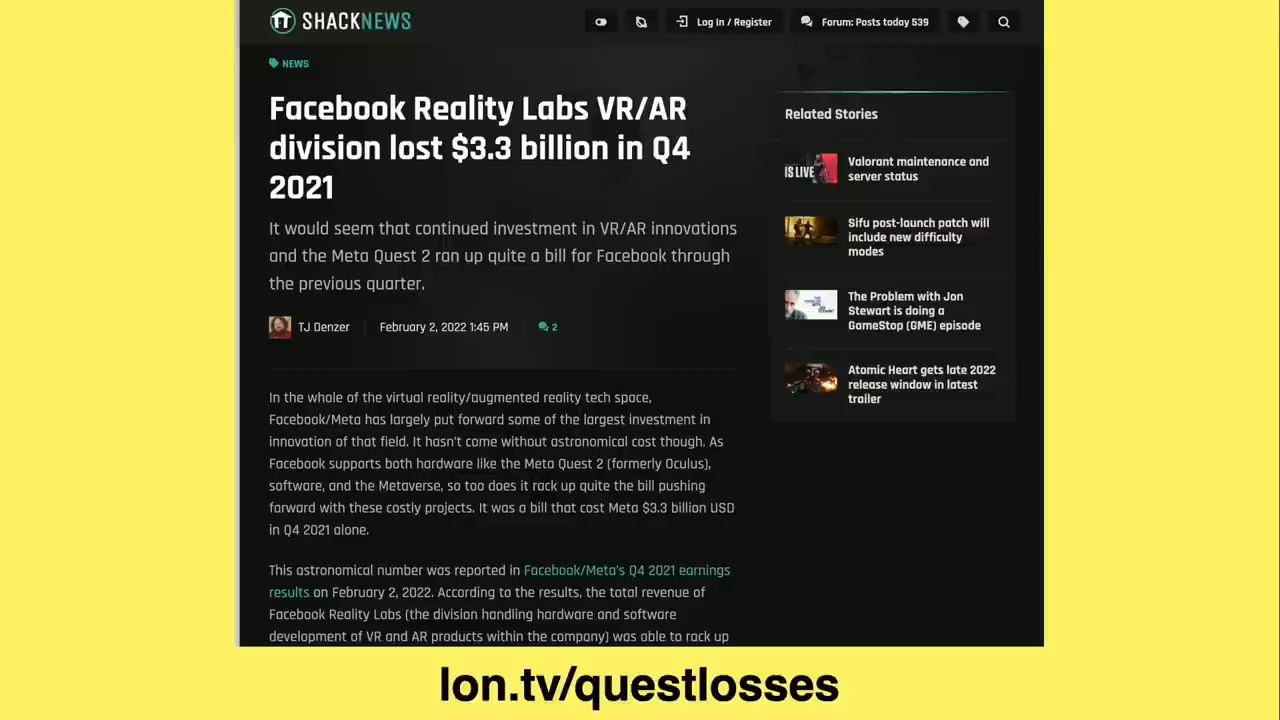 SHACKNEWS
Log In / Register
Forum: Posts today 539
NEWS
Facebook Reality Labs VR/AR
division lost $3.3 billion in Q4
2021
It would seem that continued investment in VR/AR innovations
and the Meta Quest 2 ran up quite a bill for Facebook through
the previous quarter.
TJ Denzer
February 2, 2022 1:45 PM
2
In the whole of the virtual reality/augmented reality tech space,
Facebook/Meta has largely put forward some of the largest investment in
innovation of that field. It hasn't come without astronomical cost though. As
Facebook supports both hardware like the Meta Quest 2 (formerly Oculus),
software, and the Metaverse, so too does it rack up quite the bill pushing
forward with these costly projects. It was a bill that cost Meta $3.3 billion USD
in Q4 2021 alone.
This astronomical number was reported in Facebook/Meta's Q4 2021 earnings
results on February 2, 2022. According to the results, the total revenue of
Facebook Reality Labs (the division handling hardware and software
development of VR and AR products within the company) was able to rack up
Related Stories
IS LIVE
Valorant maintenance and
server status
Sifu post-launch patch will
include new difficulty
modes
The Problem with Jon
Stewart is doing a
GameStop (GME) episode
Atomic Heart gets late 2022
release window in latest
trailer
lon.tv/questlosses